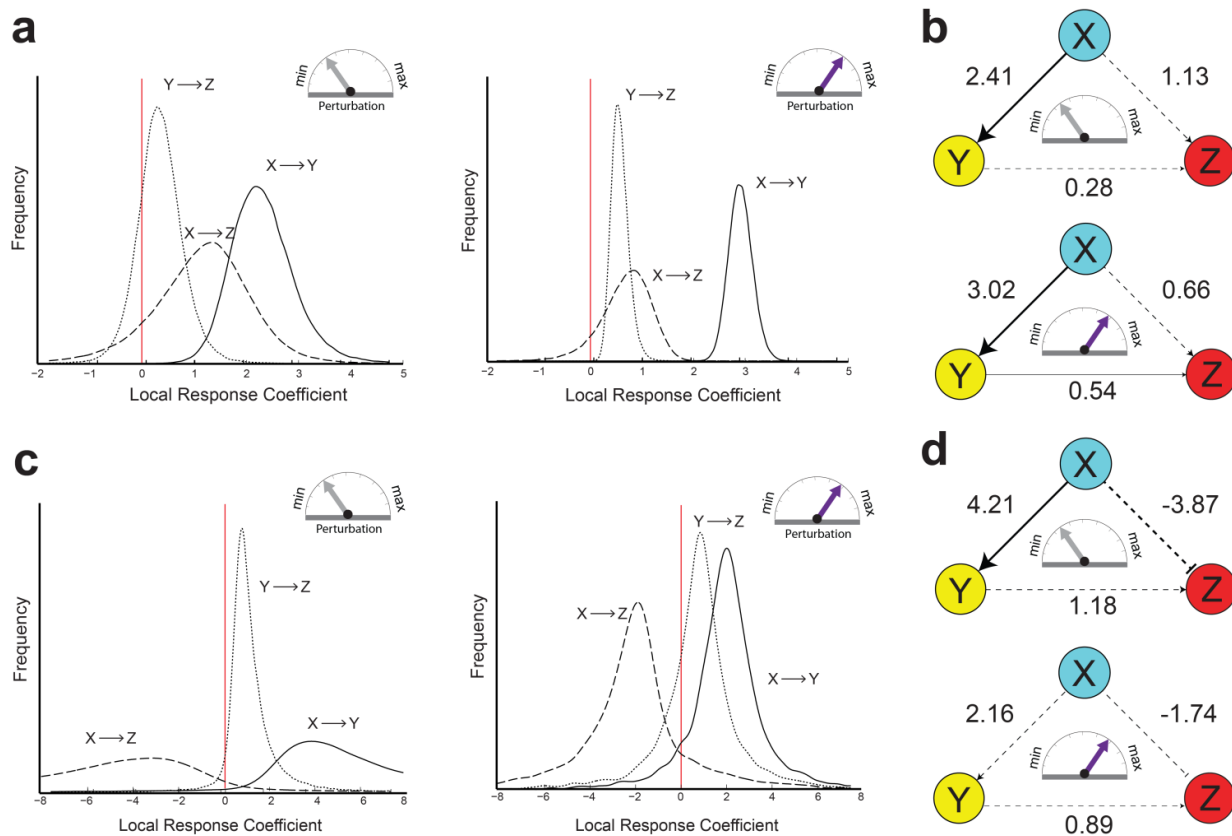 a
Frequency
Y → Z
X → Y
X → Z
min
max
Perturbation
−2 −1 0 1 2 3 4 5
Local Response Coefficient
Frequency
Y → Z
X → Y
X → Z
min
max
Perturbation
−2 −1 0 1 2 3 4 5
Local Response Coefficient
b
X
2.41
1.13
min
max
Y
Z
0.28
X
3.02
0.66
min
max
Y
Z
0.54
c
Frequency
Y → Z
X → Y
X → Z
min
max
Perturbation
−8 −6 −4 −2 0 2 4 6 8
Local Response Coefficient
Frequency
Y → Z
X → Z
X → Y
min
max
Perturbation
−8 −6 −4 −2 0 2 4 6 8
Local Response Coefficient
d
X
4.21
-3.87
min
max
Y
Z
1.18
X
2.16
-1.74
min
max
Y
Z
0.89